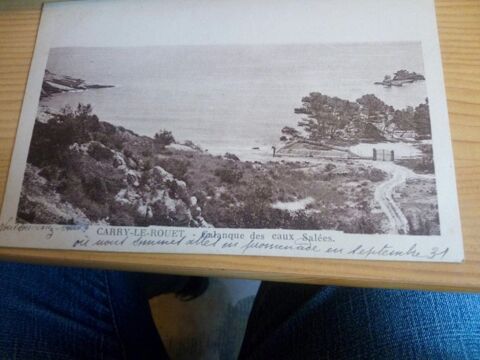 CARRY-LE-ROUET. - Calanque des eaux Salées.
où nous sommes allés en promenade en septembre 31